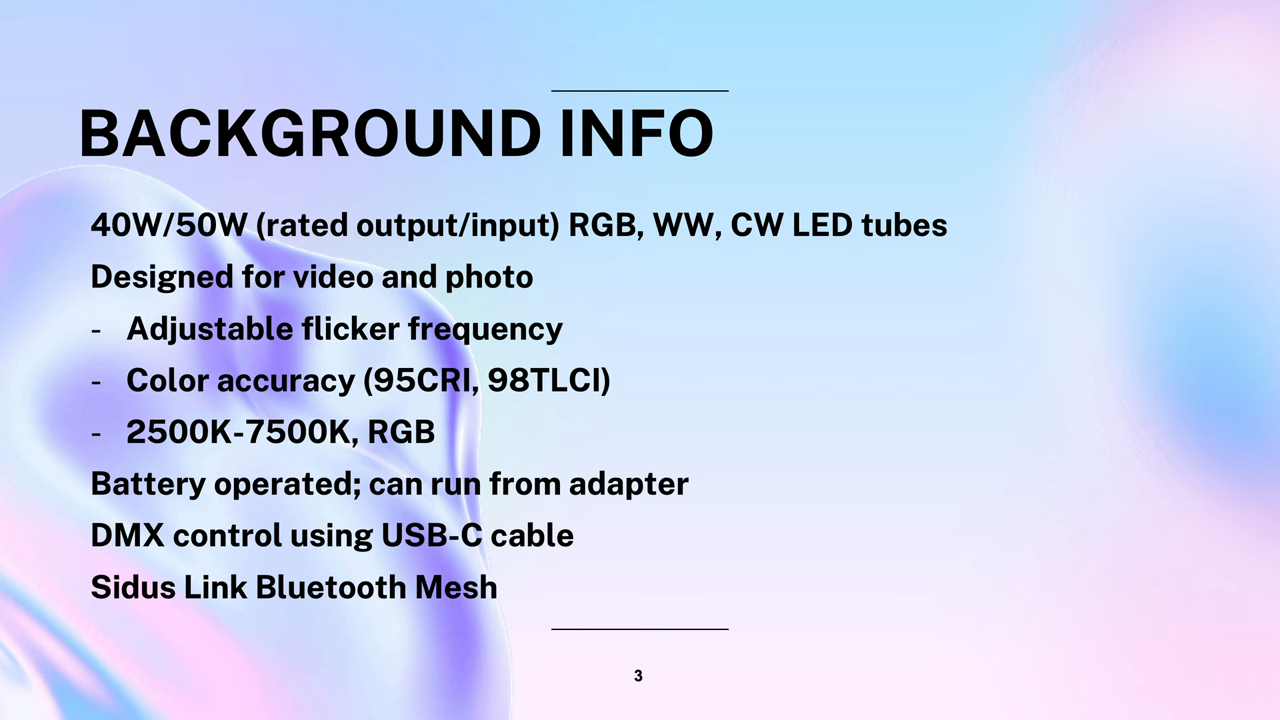 BACKGROUND INFO
40W/50W (rated output/input) RGB, WW, CW LED tubes
Designed for video and photo
- Adjustable flicker frequency
- Color accuracy (95CRI, 98TLCI)
- 2500K-7500K, RGB
Battery operated; can run from adapter
DMX control using USB-C cable
Sidus Link Bluetooth Mesh
3